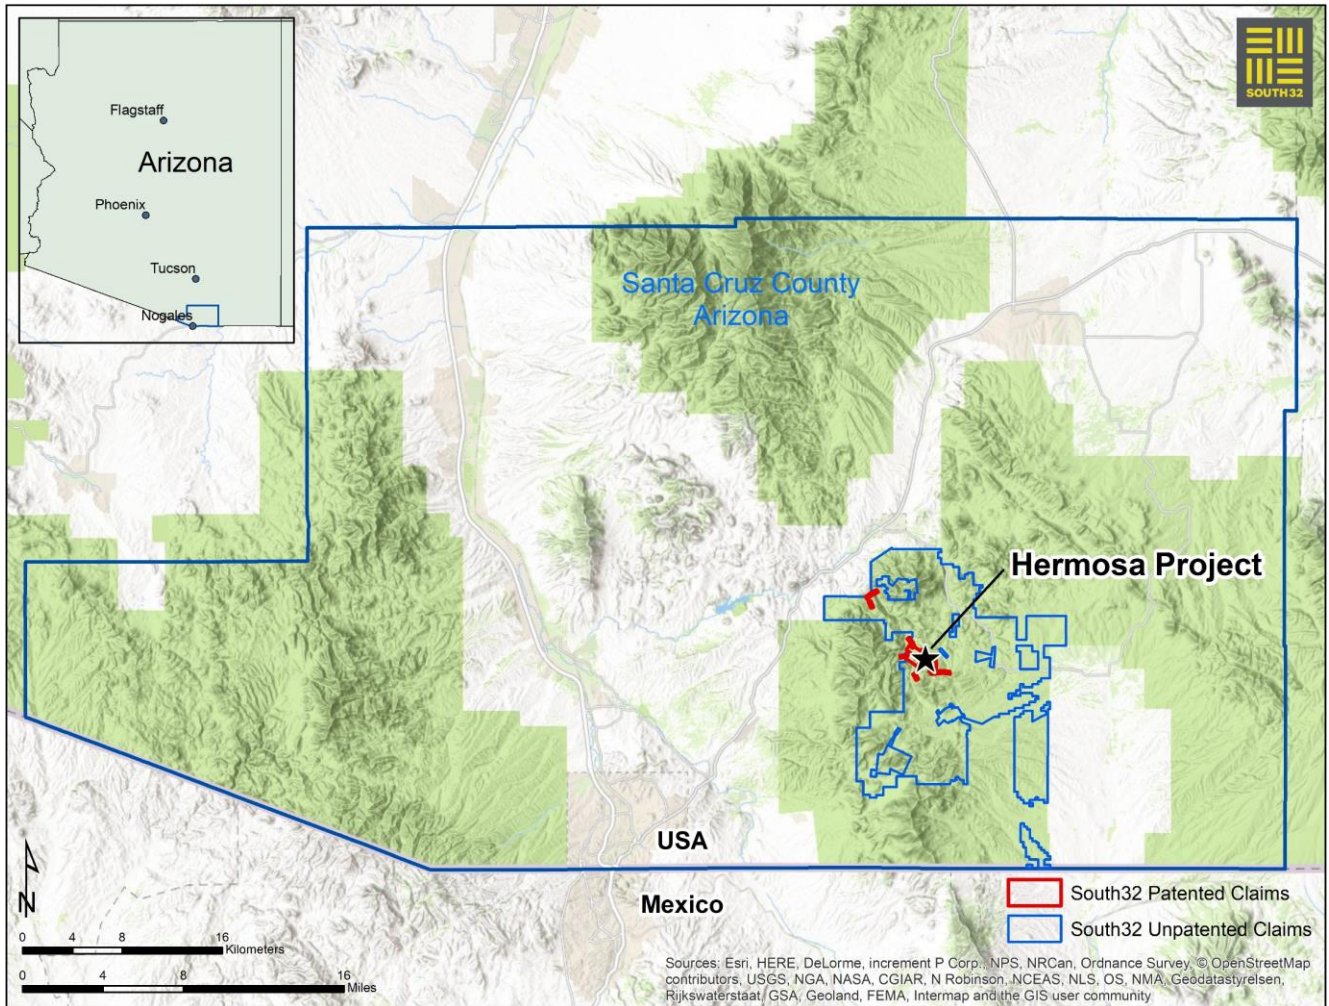 Flagstaff
Arizona
Phoenix
Tucson
Nogales
SOUTH32
Santa Cruz County
Arizona
Hermosa Project
USA
Mexico
N
0 4 8 16
Kilometers
0 4 8 16
Miles
South32 Patented Claims
South32 Unpatented Claims
Sources: Esri, HERE, DeLorme, increment P Corp., NPS, NRCan, Ordnance Survey, © OpenStreetMap
contributors, USGS, NGA, NASA, CGIAR, N Robinson, NCEAS, NLS, OS, NMA, Geodatastyrelsen,
Rijkswaterstaat, GSA, Geoland, FEMA, Intermap and the GIS user community